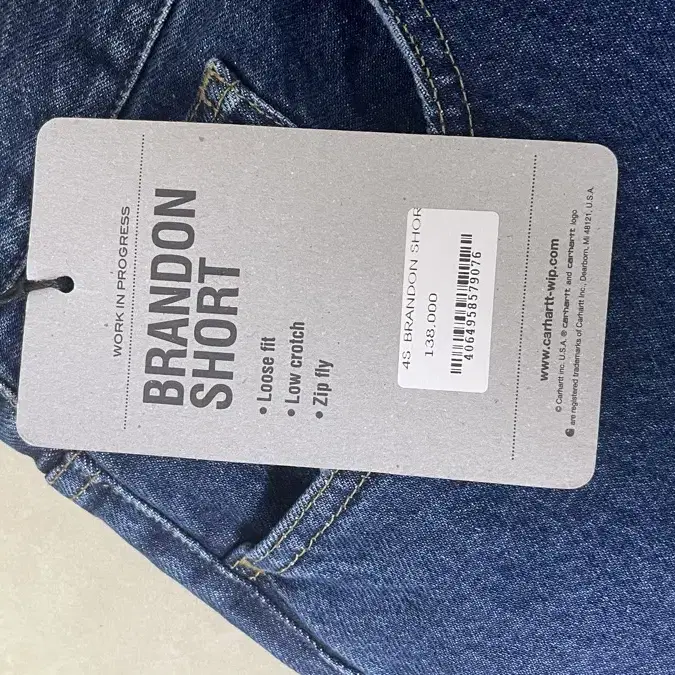 WORK IN PROGRESS
BRANDON
SHORT
• Loose fit
• Low crotch
• Zip fly
4S BRANDON SHOR
138,000
4064958579076
www.carhartt-wip.com
© Carhartt Inc. U.S.A. ® carhartt and carhartt logo
are registered trademarks of Carhartt Inc., Dearborn, MI 48121, U.S.A.